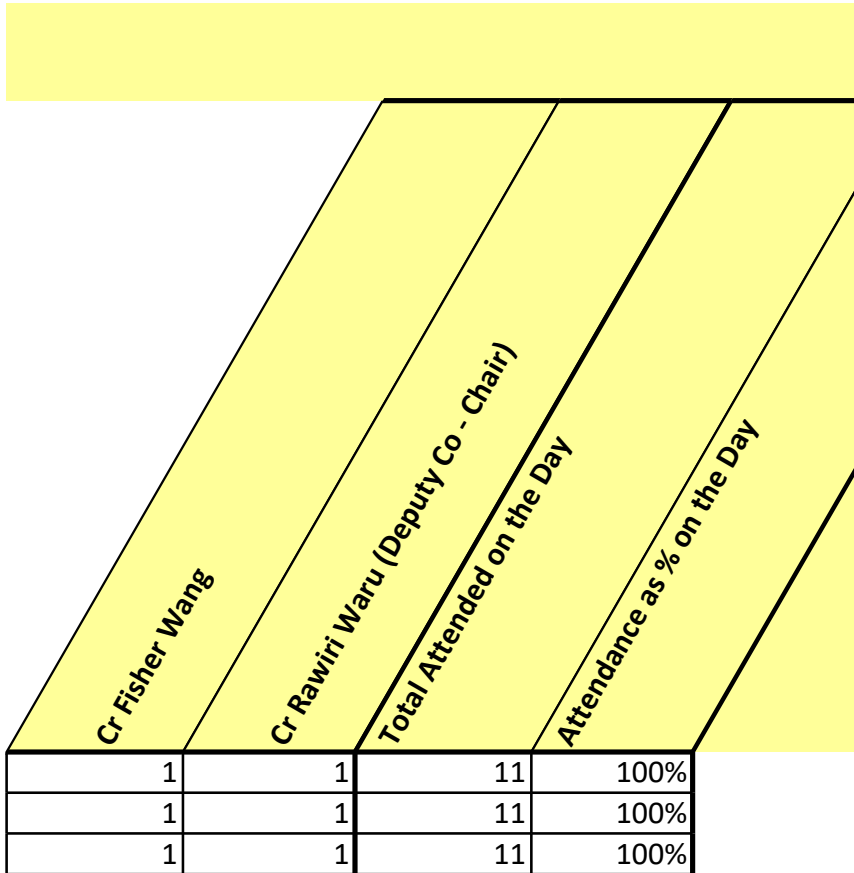 Cr Fisher Wang
Cr Rawiri Waru (Deputy Co - Chair)
Total Attended on the Day
Attendance as % on the Day
1 1 11 100%
1 1 11 100%
1 1 11 100%